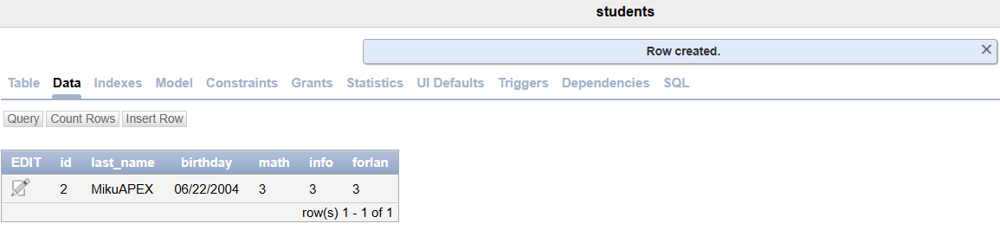 students
Row created.
Table Data Indexes Model Constraints Grants Statistics UI Defaults Triggers Dependencies SQL
Query Count Rows Insert Row
EDIT id last_name birthday math info forlan
2 MikuAPEX 06/22/2004 3 3 3
row(s) 1 - 1 of 1